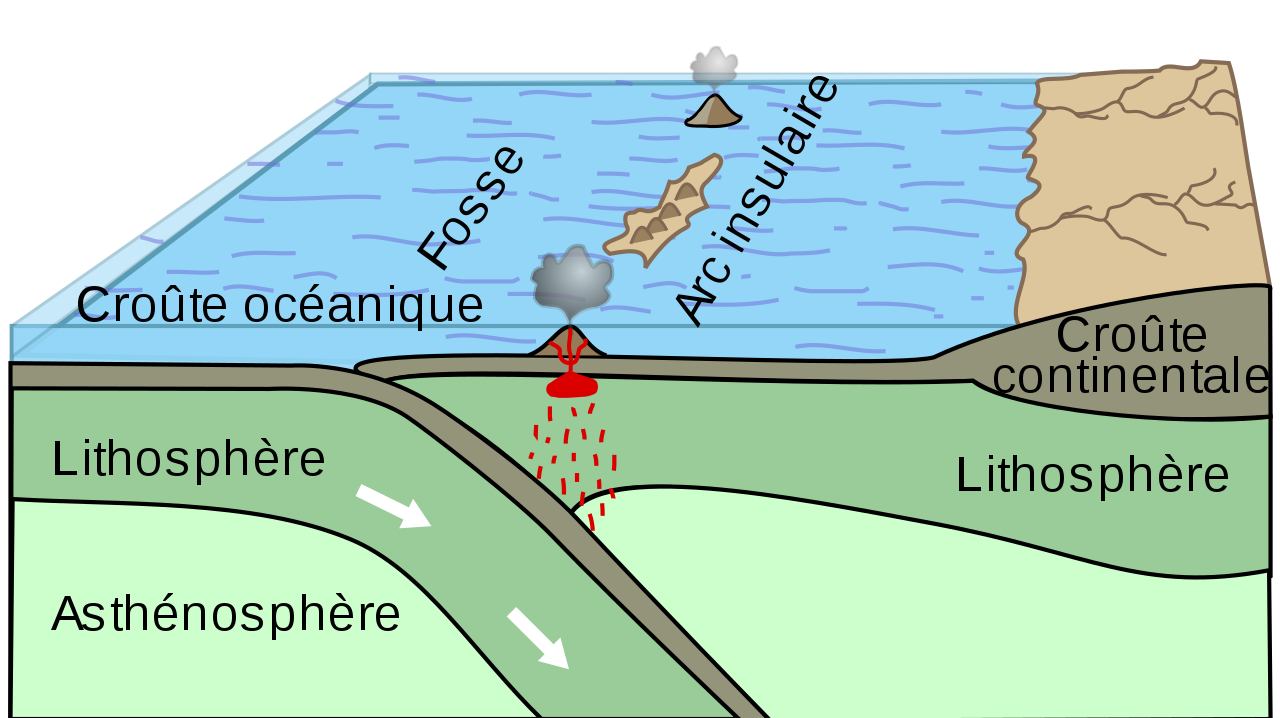 Fosse
Arc insulaire
Croûte océanique
Croûte
continentale
Lithosphère
Lithosphère
Asthénosphère